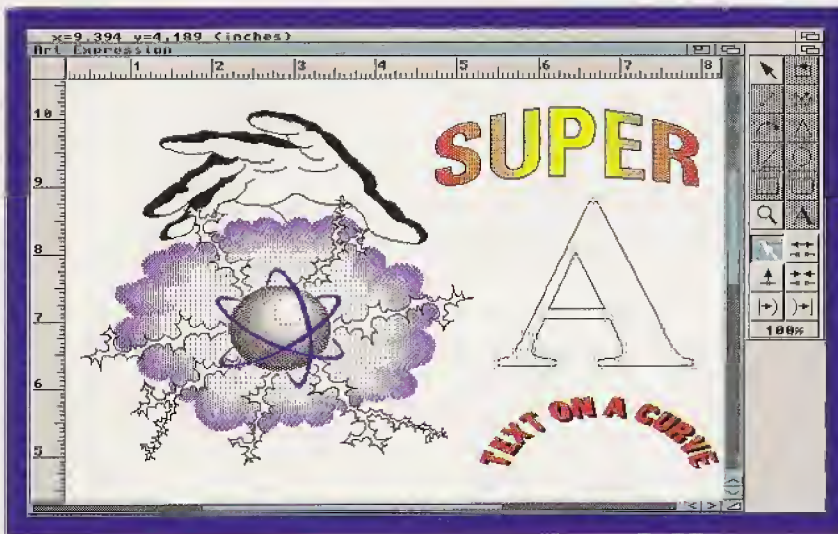 x=9.394 y=4.189 (inches)
Art Expression
1 2 3 4 5 6 7 8
10
9
8
7
6
5
SUPER
A
TEXT ON A CURVE
100%